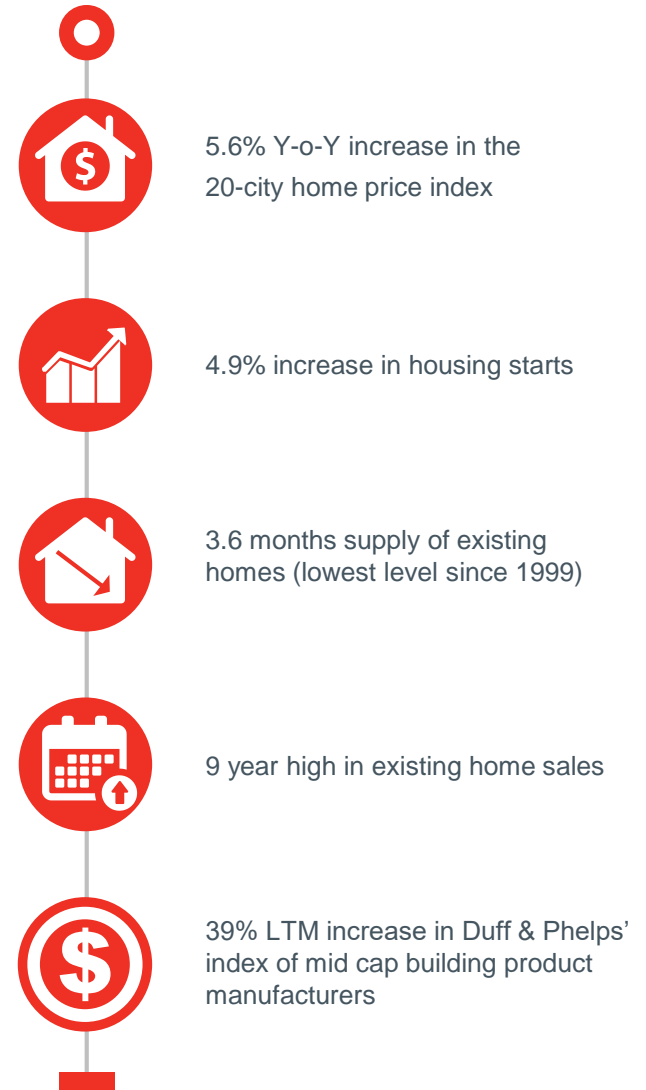 $
5.6% Y-o-Y increase in the
20-city home price index
4.9% increase in housing starts
3.6 months supply of existing
homes (lowest level since 1999)
9 year high in existing home sales
$
39% LTM increase in Duff & Phelps’
index of mid cap building product
manufacturers